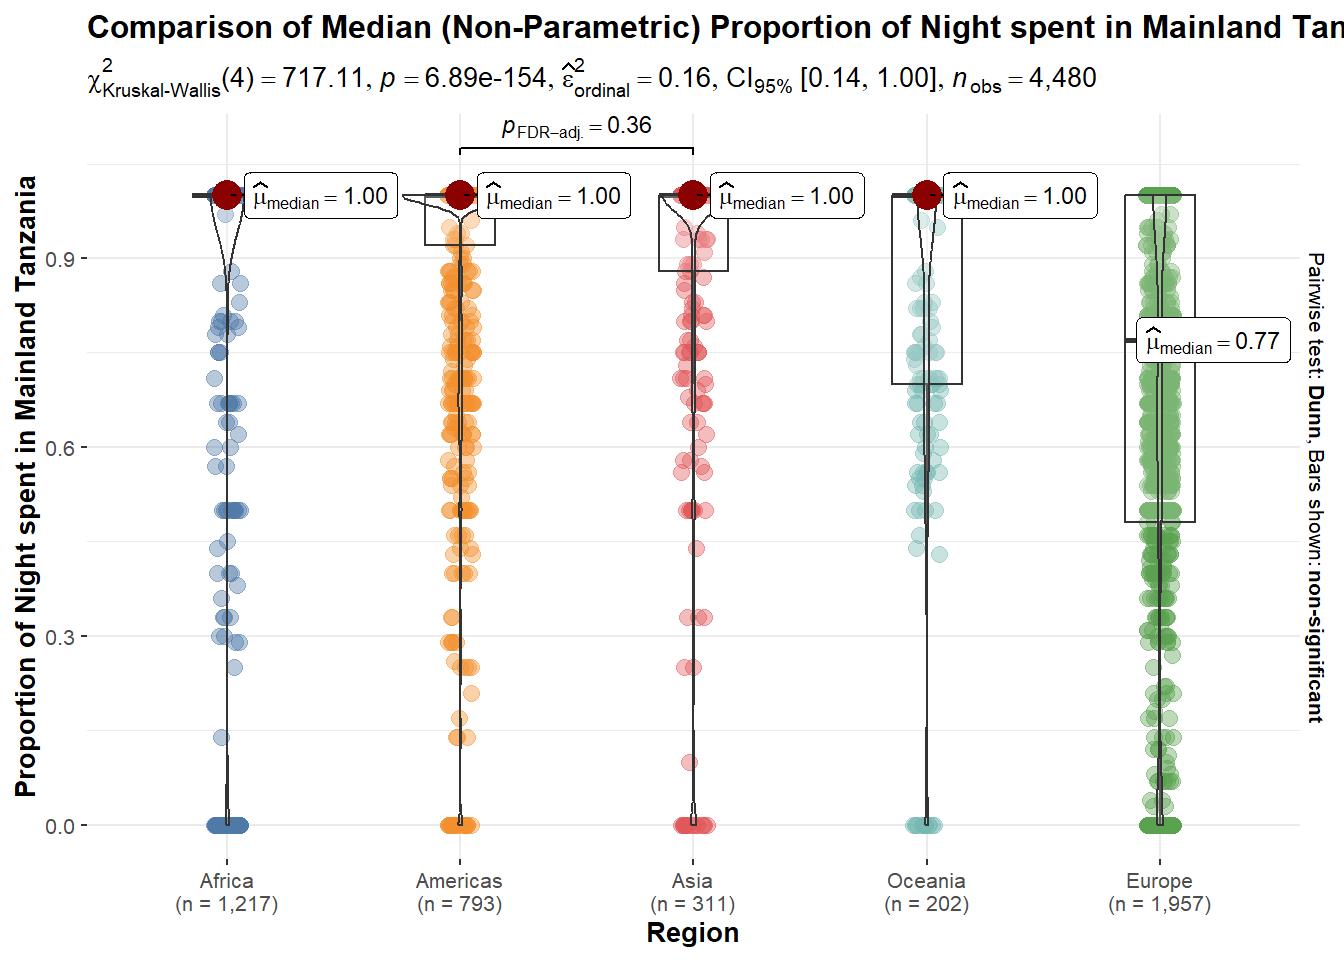 Comparison of Median (Non-Parametric) Proportion of Night spent in Mainland Tan
χ²Kruskal-Wallis(4) = 717.11, p = 6.89e-154, ε̂²ordinal = 0.16, CI95% [0.14, 1.00], nobs = 4,480
pFDR−adj. = 0.36
μ̂median = 1.00
μ̂median = 1.00
μ̂median = 1.00
μ̂median = 1.00
μ̂median = 0.77
Proportion of Night spent in Mainland Tanzania
0.9
0.6
0.3
0.0
Pairwise test: Dunn, Bars shown: non-significant
Africa
(n = 1,217)
Americas
(n = 793)
Asia
(n = 311)
Oceania
(n = 202)
Europe
(n = 1,957)
Region